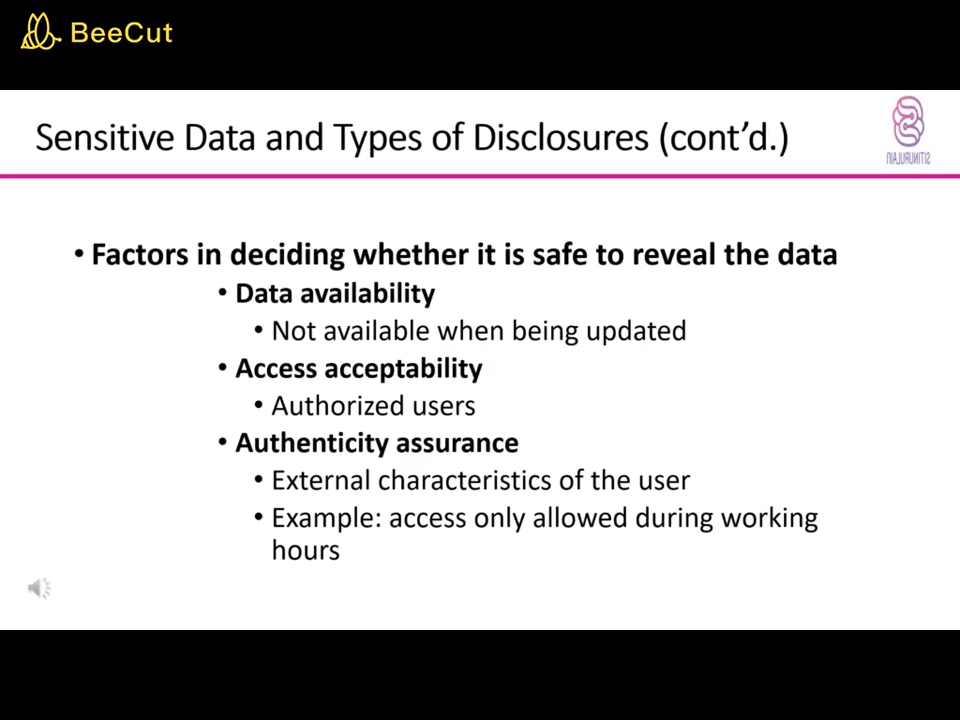 BeeCut
Sensitive Data and Types of Disclosures (cont'd.)
SITINURULAIN
• Factors in deciding whether it is safe to reveal the data
• Data availability
• Not available when being updated
• Access acceptability
• Authorized users
• Authenticity assurance
• External characteristics of the user
• Example: access only allowed during working
hours